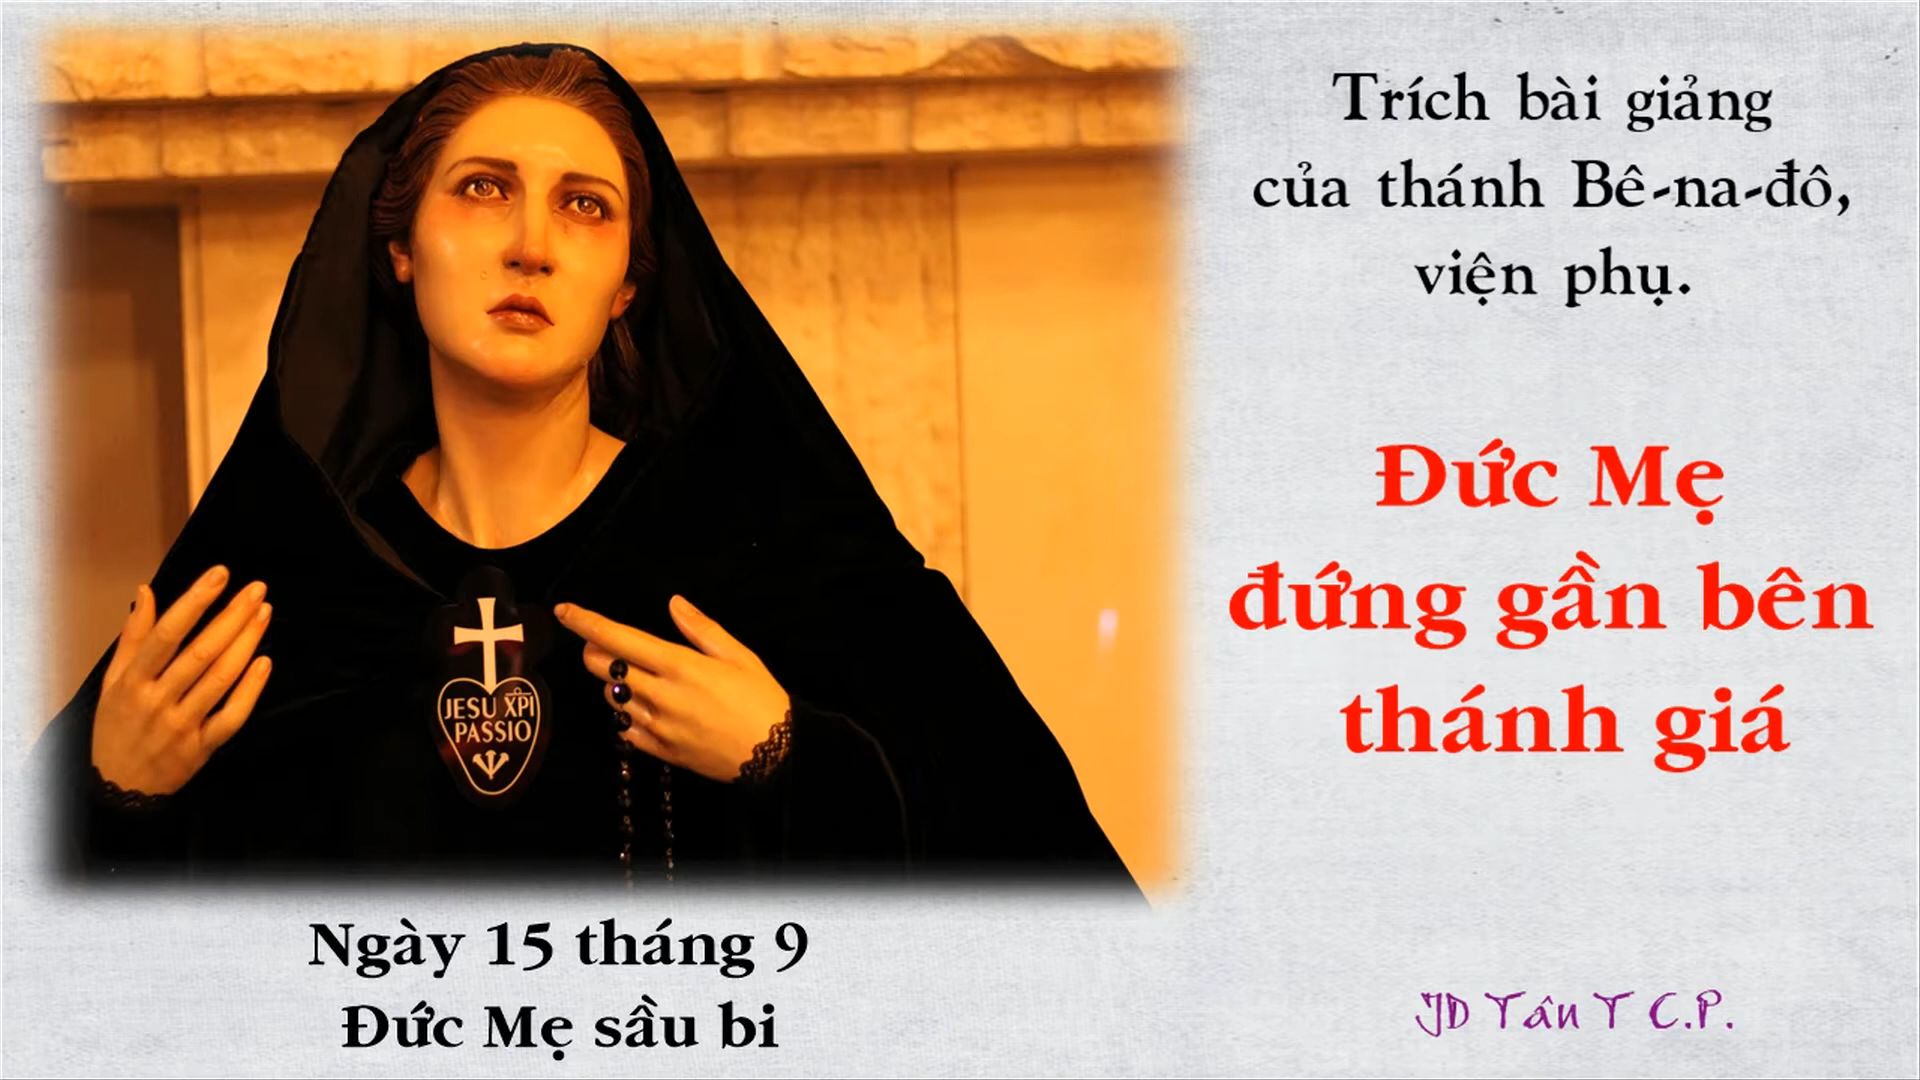 Trích bài giảng
của thánh Bê-na-đô,
viện phụ.
Đức Mẹ
đứng gần bên
thánh giá
JESU XPI
PASSIO
Ngày 15 tháng 9
Đức Mẹ sầu bi
JD Tân T C.P.